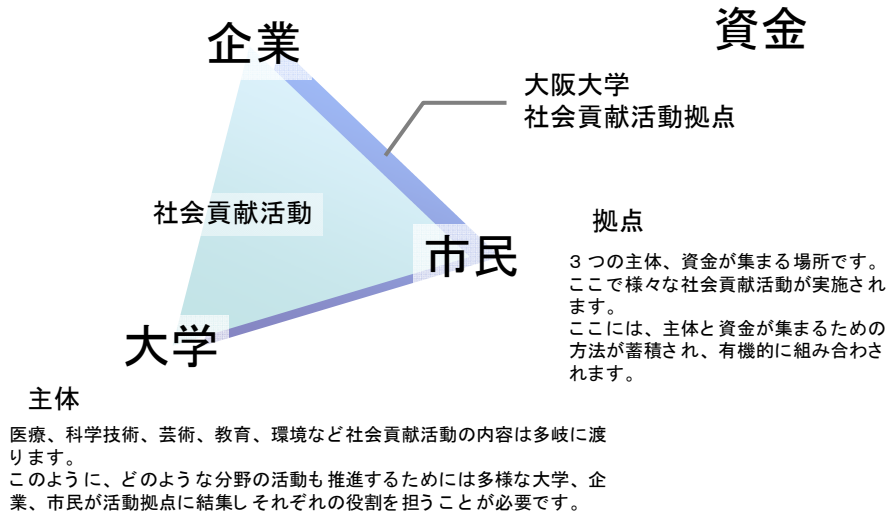 企業
資金
大阪大学
社会貢献活動拠点
社会貢献活動
拠点
市民
3つの主体、資金が集まる場所です。
ここで様々な社会貢献活動が実施され
ます。
ここには、主体と資金が集まるための
方法が蓄積され、有機的に組み合わさ
れます。
大学
主体
医療、科学技術、芸術、教育、環境など社会貢献活動の内容は多岐に渡
ります。
このように、どのような分野の活動も推進するためには多様な大学、企
業、市民が活動拠点に結集しそれぞれの役割を担うことが必要です。